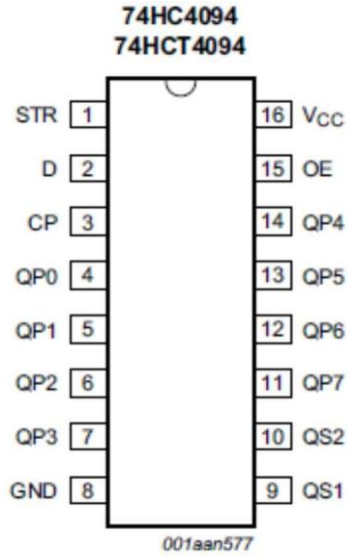 74HC4094
74HCT4094
STR 1 16 VCC
D 2 15 OE
CP 3 14 QP4
QP0 4 13 QP5
QP1 5 12 QP6
QP2 6 11 QP7
QP3 7 10 QS2
GND 8 9 QS1
001aan577